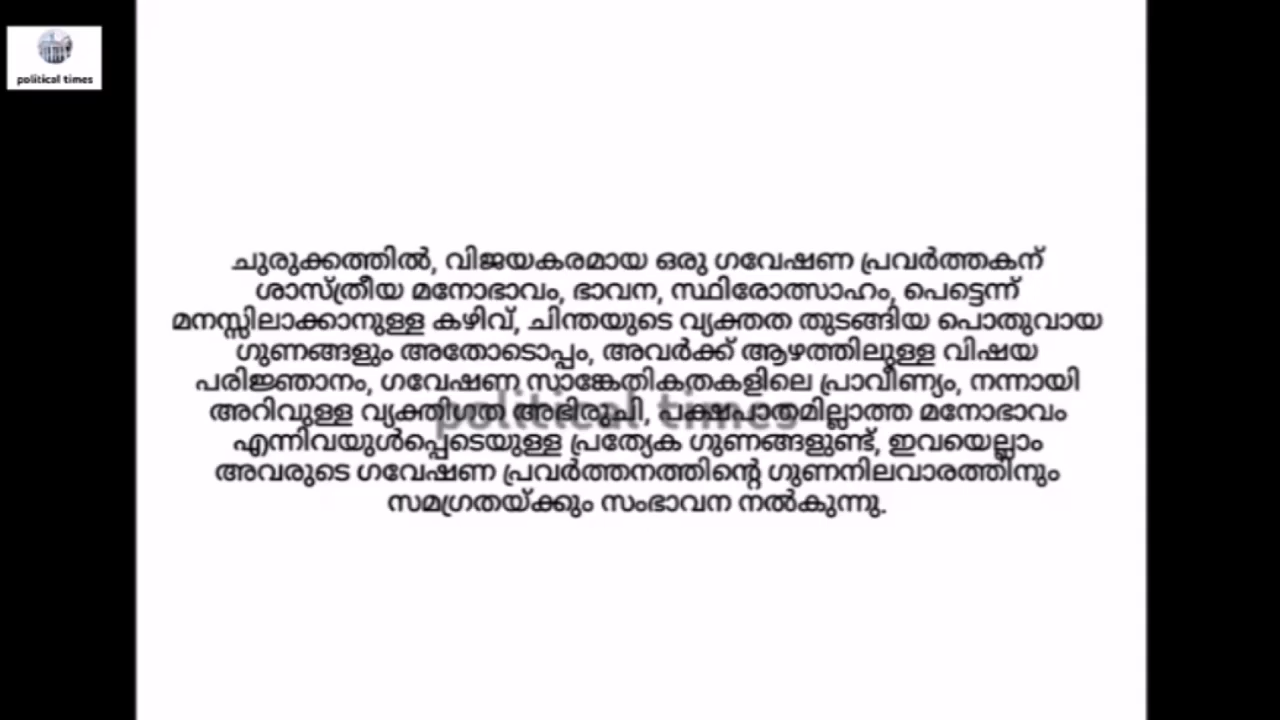 political times
ചുരുക്കത്തിൽ, വിജയകരമായ ഒരു ഗവേഷണ പ്രവർത്തകന്
ശാസ്ത്രീയ മനോഭാവം, ഭാവന, സ്ഥിരോത്സാഹം, പെട്ടെന്ന്
മനസ്സിലാക്കാനുള്ള കഴിവ്, ചിന്തയുടെ വ്യക്തത തുടങ്ങിയ പൊതുവായ
ഗുണങ്ങളും അതോടൊപ്പം, അവർക്ക് ആഴത്തിലുള്ള വിഷയ
പരിജ്ഞാനം, ഗവേഷണ സാങ്കേതികതകളിലെ പ്രാവീണ്യം, നന്നായി
അറിവുള്ള വ്യക്തിഗത അഭിരുചി, പക്ഷപാതമില്ലാത്ത മനോഭാവം
political times
എന്നിവയുൾപ്പെടെയുള്ള പ്രത്യേക ഗുണങ്ങളുണ്ട്, ഇവയെല്ലാം
അവരുടെ ഗവേഷണ പ്രവർത്തനത്തിന്റെ ഗുണനിലവാരത്തിനും
സമഗ്രതയ്ക്കും സംഭാവന നൽകുന്നു.